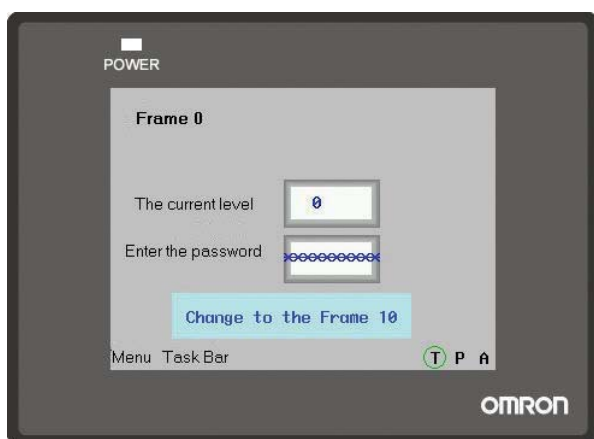 POWER
Frame 0
The current level 0
Enter the password
Change to the Frame 10
Menu Task Bar T P A
OMRON